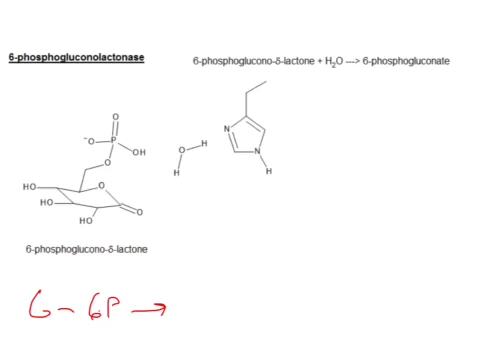 6-phosphogluconolactonase
6-phosphoglucono-δ-lactone + H₂O ---> 6-phosphogluconate
O
⁻O P OH
O
HO O
HO O
HO
O H
H
N
N
H
6-phosphoglucono-δ-lactone
G - 6P →